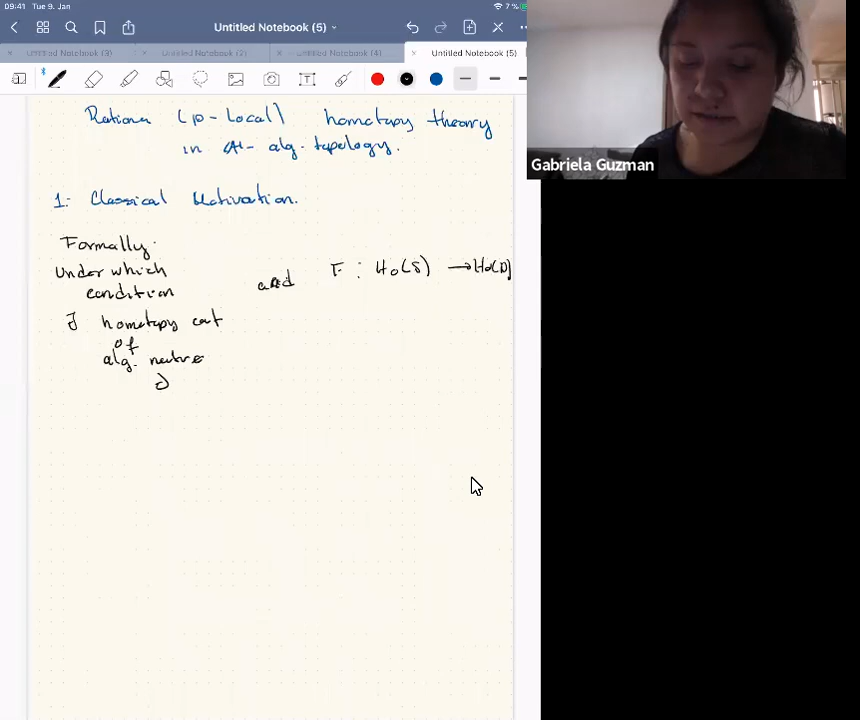 09:41 Tue 9. Jan
7%
Untitled Notebook (5)
Untitled Notebook (3)
Untitled Notebook (2)
Untitled Notebook (4)
Untitled Notebook (5)
(p-local) homotopy theory
in A1- alg. topology.
1. Classical Motivation.
Formally.
Under which
condition
and F : Ho(S) → Ho(D)
∃ homotopy cat
of
alg. nature
D
Gabriela Guzman